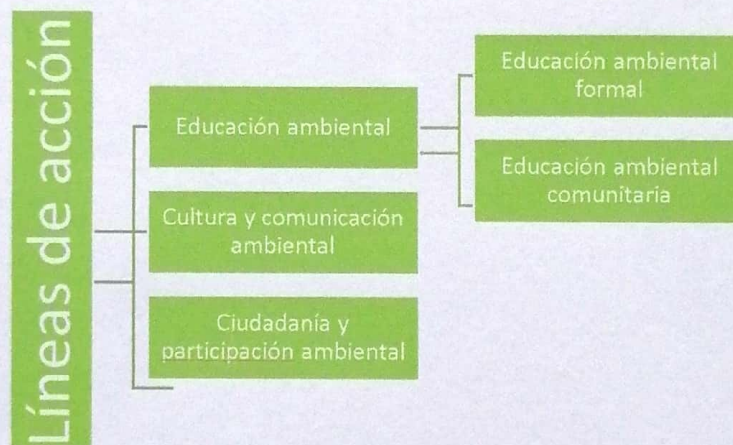 Líneas de acción
Educación ambiental
Cultura y comunicación
ambiental
Ciudadanía y
participación ambiental
Educación ambiental
formal
Educación ambiental
comunitaria